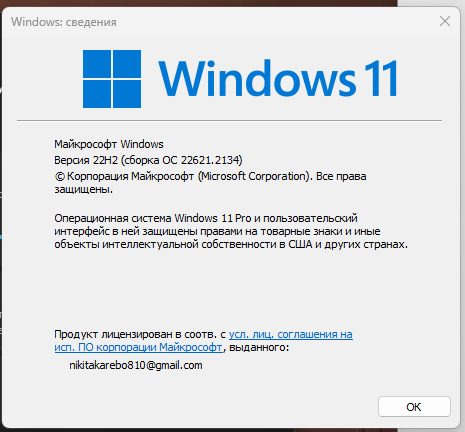 Windows: сведения
Windows 11
Майкрософт Windows
Версия 22H2 (сборка ОС 22621.2134)
© Корпорация Майкрософт (Microsoft Corporation). Все права
защищены.
Операционная система Windows 11 Pro и пользовательский
интерфейс в ней защищены правами на товарные знаки и иные
объекты интеллектуальной собственности в США и других странах.
Продукт лицензирован в соотв. с усл. лиц. соглашения на
исп. ПО корпорации Майкрософт, выданного:
nikitakarebo810@gmail.com
ОК